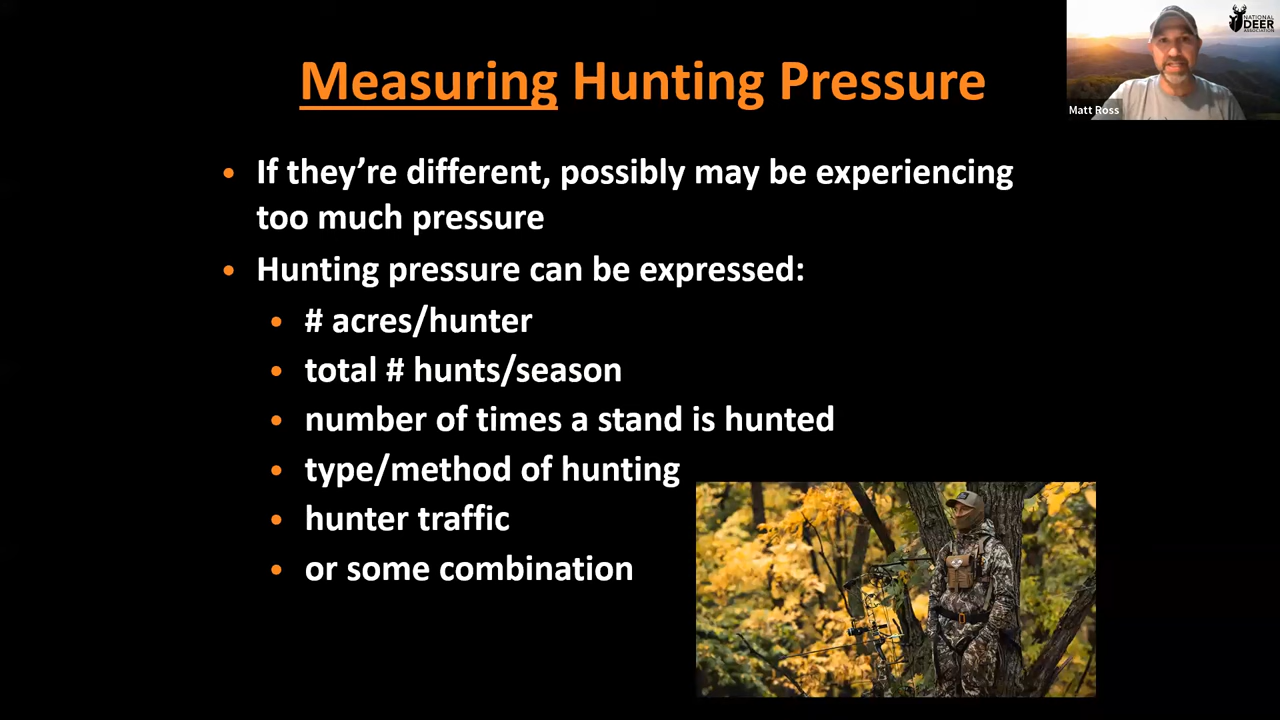 Measuring Hunting Pressure
NATIONAL
DEER
ASSOCIATION
Matt Ross
• If they're different, possibly may be experiencing
too much pressure
• Hunting pressure can be expressed:
• # acres/hunter
• total # hunts/season
• number of times a stand is hunted
• type/method of hunting
• hunter traffic
• or some combination